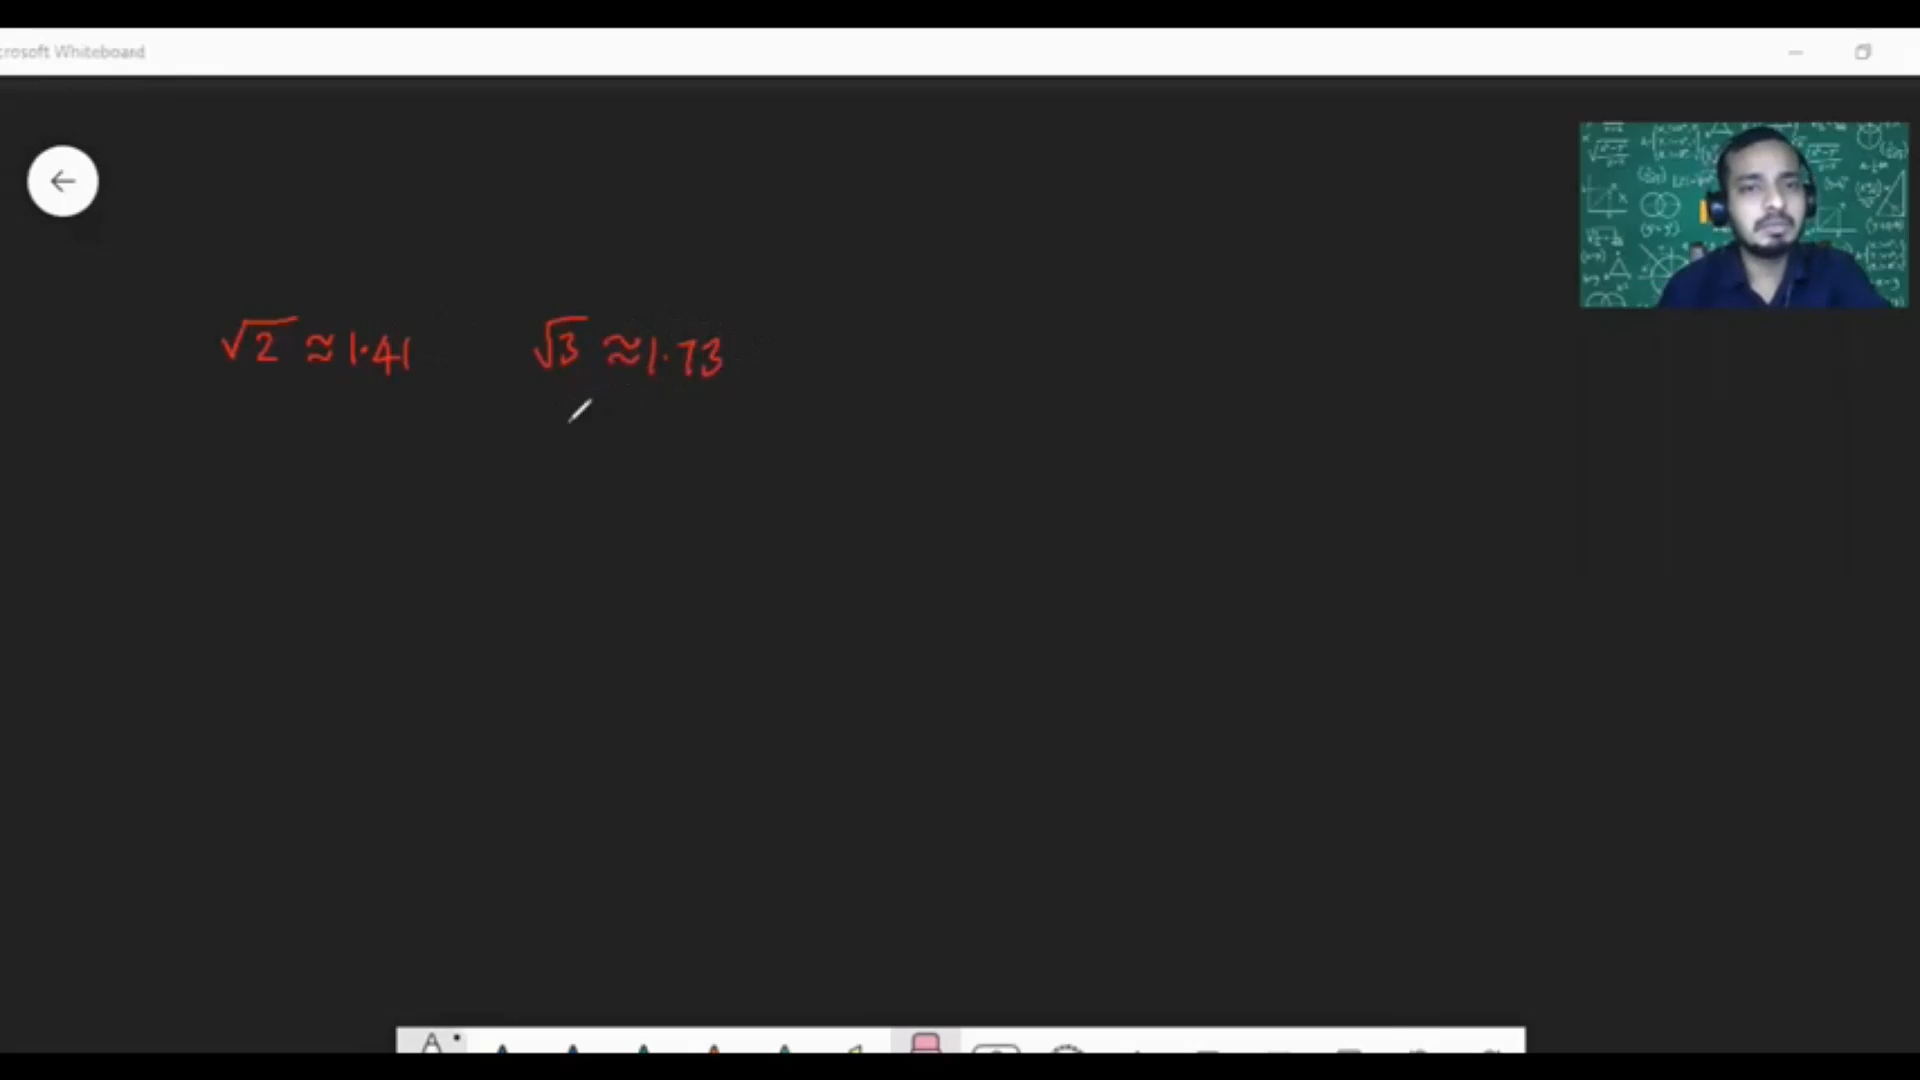 crosoft Whiteboard
√2 ≈ 1.41 √3 ≈ 1.73